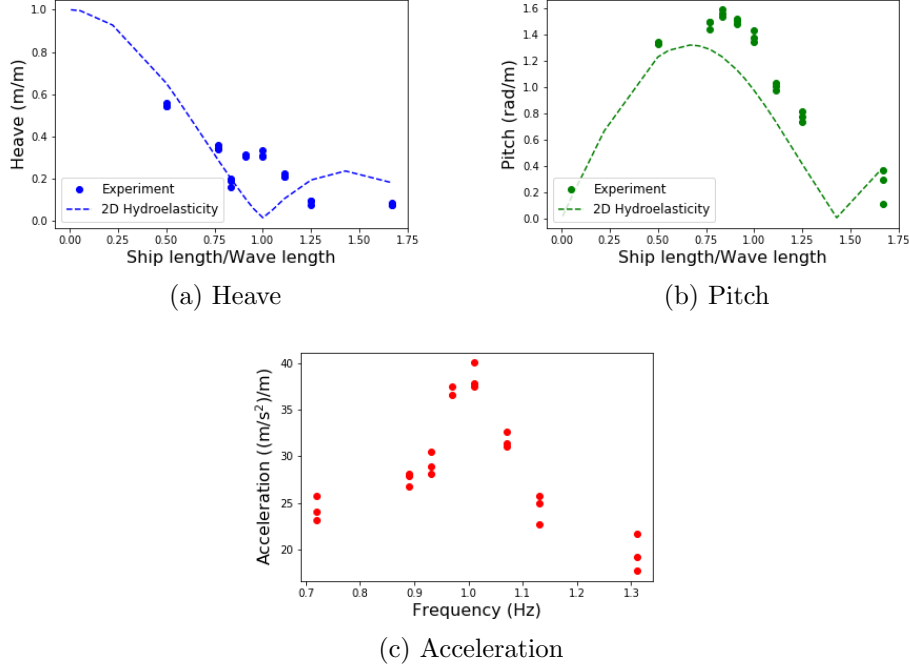 1.0
0.8
0.6
0.4
0.2
0.0
Heave (m/m)
Experiment
2D Hydroelasticity
0.00 0.25 0.50 0.75 1.00 1.25 1.50 1.75
Ship length/Wave length
(a) Heave
1.6
1.4
1.2
1.0
0.8
0.6
0.4
0.2
0.0
Pitch (rad/m)
Experiment
2D Hydroelasticity
0.00 0.25 0.50 0.75 1.00 1.25 1.50 1.75
Ship length/Wave length
(b) Pitch
40
35
30
25
20
Acceleration ((m/s²)/m)
0.7 0.8 0.9 1.0 1.1 1.2 1.3
Frequency (Hz)
(c) Acceleration